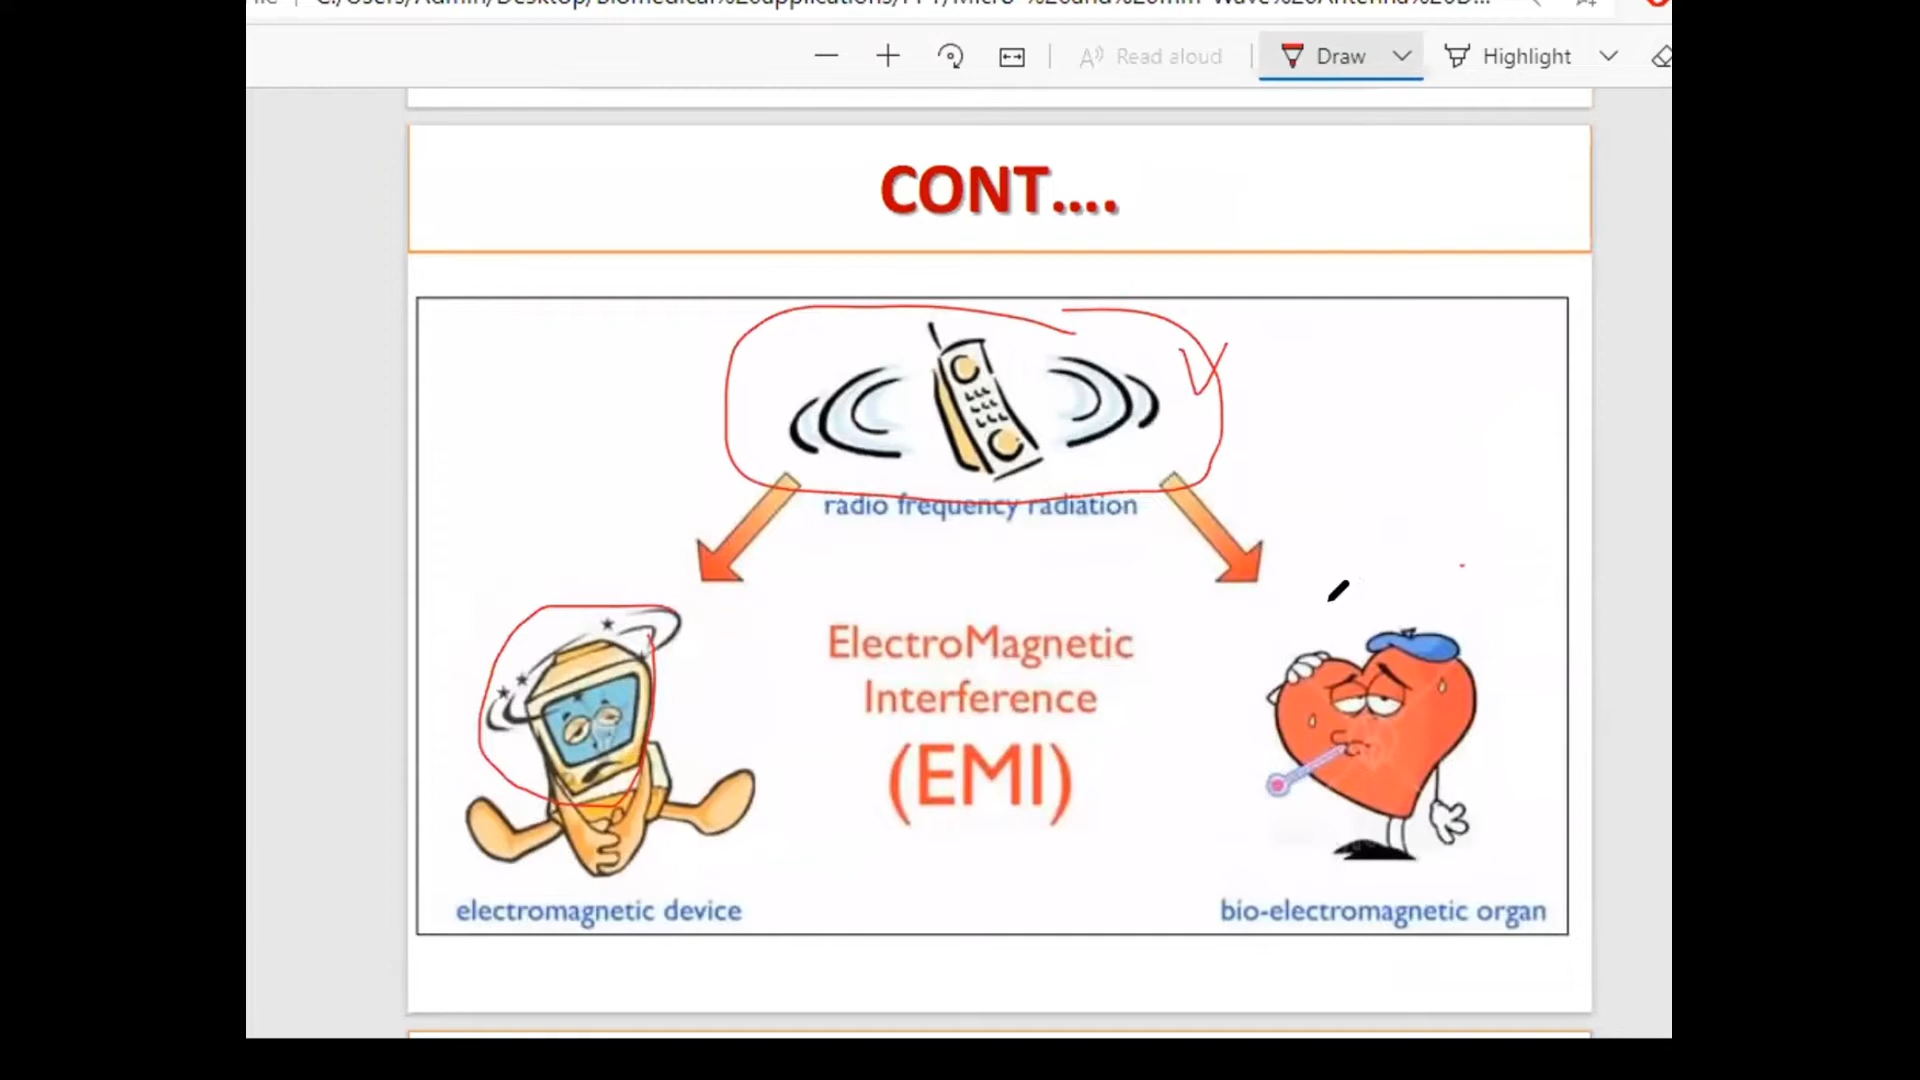 Read aloud
Draw
Highlight
CONT....
radio frequency radiation
ElectroMagnetic
Interference
(EMI)
electromagnetic device
bio-electromagnetic organ